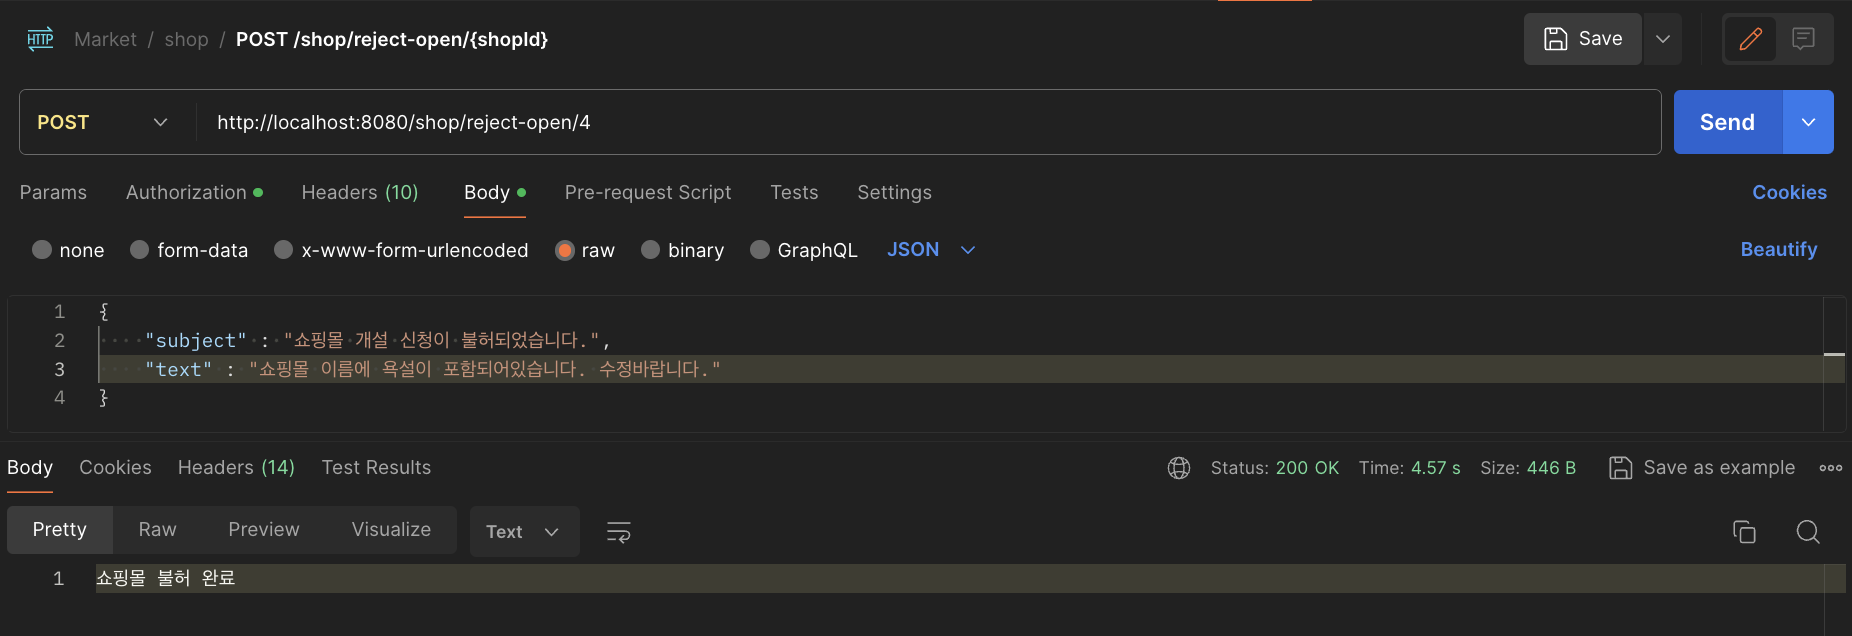 HTTP Market / shop / POST /shop/reject-open/{shopId} Save
POST http://localhost:8080/shop/reject-open/4 Send
Params Authorization Headers (10) Body Pre-request Script Tests Settings Cookies
none form-data x-www-form-urlencoded raw binary GraphQL JSON Beautify
1 {
2 "subject" : "쇼핑몰 개설 신청이 불허되었습니다.",
3 "text" : "쇼핑몰 이름에 욕설이 포함되어있습니다. 수정바랍니다."
4 }
Body Cookies Headers (14) Test Results Status: 200 OK Time: 4.57 s Size: 446 B Save as example
Pretty Raw Preview Visualize Text
1 쇼핑몰 불허 완료